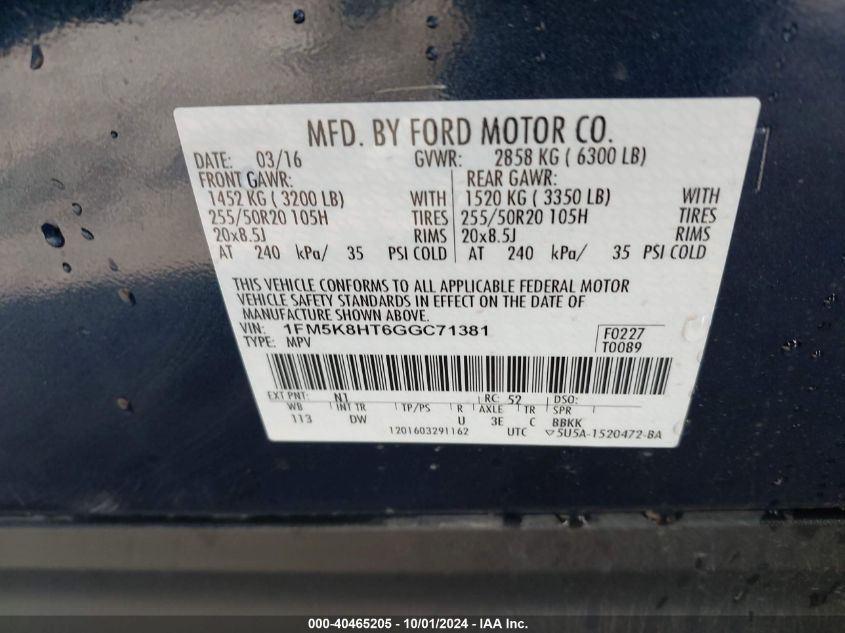 MFD. BY FORD MOTOR CO.
DATE: 03/16 GVWR: 2858 KG ( 6300 LB)
FRONT GAWR: REAR GAWR:
1452 KG ( 3200 LB) WITH 1520 KG ( 3350 LB) WITH
255/50R20 105H TIRES 255/50R20 105H TIRES
20x8.5J RIMS 20x8.5J RIMS
AT 240 kPa/ 35 PSI COLD AT 240 kPa/ 35 PSI COLD
THIS VEHICLE CONFORMS TO ALL APPLICABLE FEDERAL MOTOR
VEHICLE SAFETY STANDARDS IN EFFECT ON THE DATE OF
MANUFACTURE SHOWN ABOVE.
VIN: 1FM5K8HT6GGC71381 F0227
TYPE: MPV T0089
EXT PNT: N1 RC: 52 DSO:
WB INT TR TP/PS R AXLE TR SPR
113 DW U 3E C BBKK
1201603291162 UTC ▽5U5A-1520472-BA
000-40465205 - 10/01/2024 - IAA Inc.